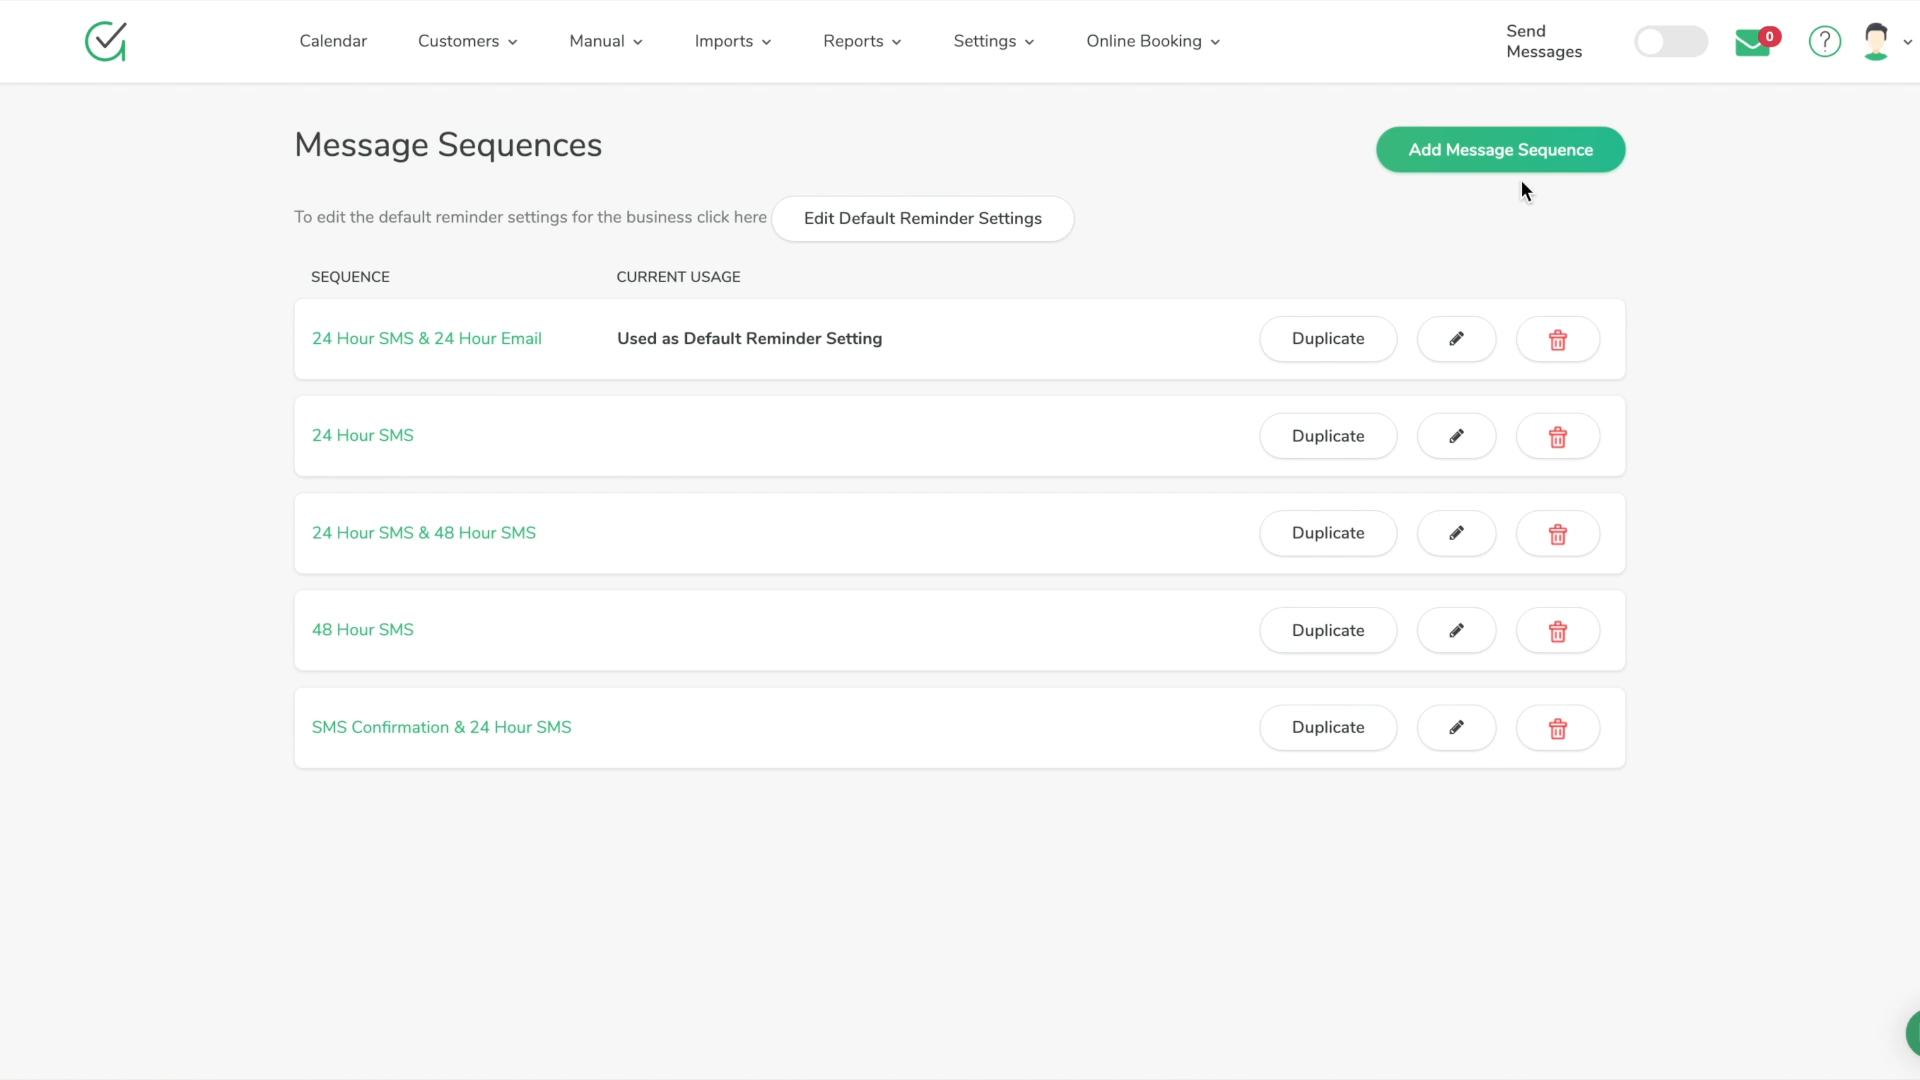 Calendar
Customers
Manual
Imports
Reports
Settings
Online Booking
Send
Messages
0
?
Message Sequences
Add Message Sequence
To edit the default reminder settings for the business click here
Edit Default Reminder Settings
SEQUENCE
CURRENT USAGE
24 Hour SMS & 24 Hour Email
Used as Default Reminder Setting
Duplicate
24 Hour SMS
Duplicate
24 Hour SMS & 48 Hour SMS
Duplicate
48 Hour SMS
Duplicate
SMS Confirmation & 24 Hour SMS
Duplicate